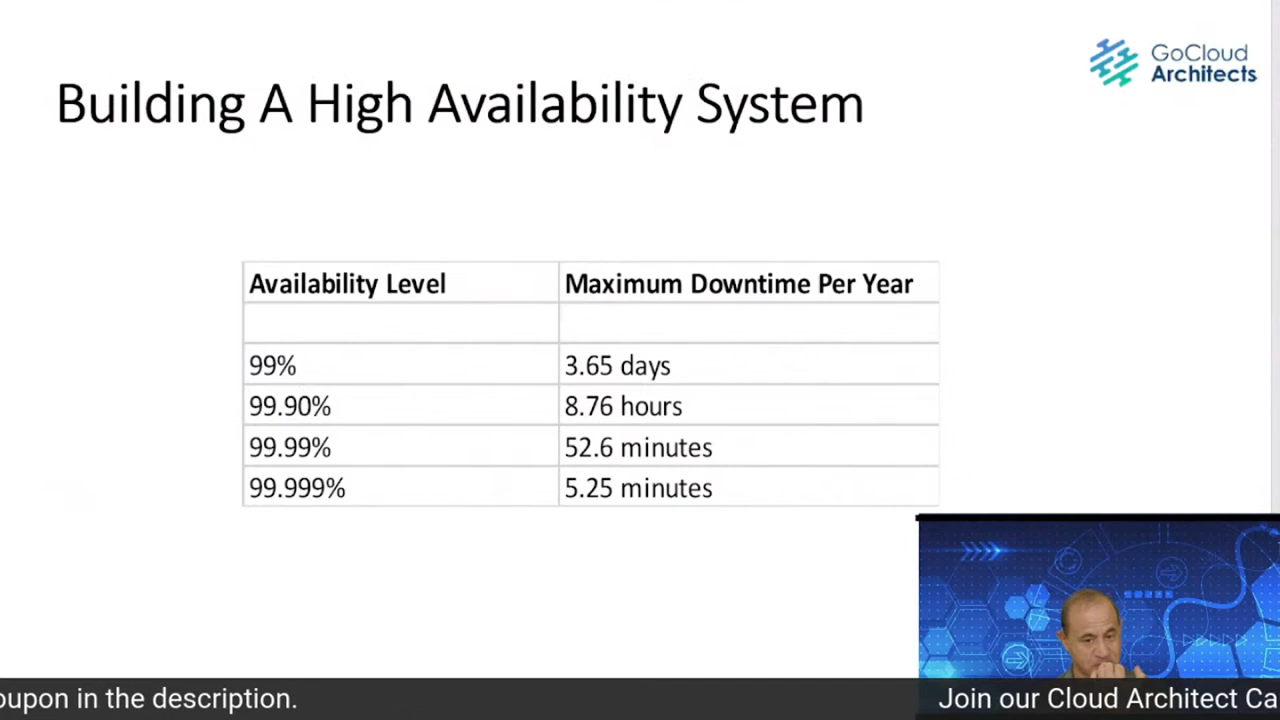 GoCloud
Architects
Building A High Availability System
Availability Level Maximum Downtime Per Year
99% 3.65 days
99.90% 8.76 hours
99.99% 52.6 minutes
99.999% 5.25 minutes
oupon in the description. Join our Cloud Architect Ca